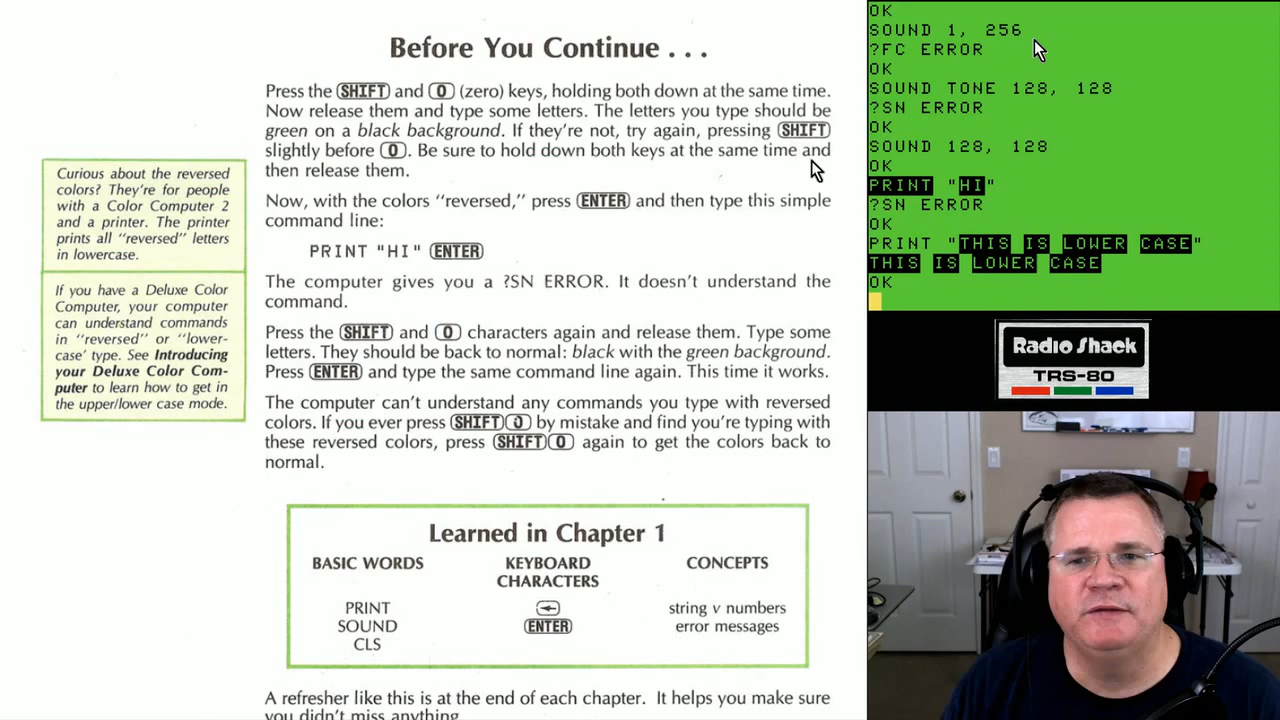 Before You Continue . . .
Press the SHIFT and 0 (zero) keys, holding both down at the same time.
Now release them and type some letters. The letters you type should be
green on a black background. If they're not, try again, pressing SHIFT
slightly before 0. Be sure to hold down both keys at the same time and
then release them.
Now, with the colors "reversed," press ENTER and then type this simple
command line:
PRINT "HI" ENTER
The computer gives you a ?SN ERROR. It doesn't understand the
command.
Press the SHIFT and 0 characters again and release them. Type some
letters. They should be back to normal: black with the green background.
Press ENTER and type the same command line again. This time it works.
The computer can't understand any commands you type with reversed
colors. If you ever press SHIFT 0 by mistake and find you're typing with
these reversed colors, press SHIFT 0 again to get the colors back to
normal.
Curious about the reversed
colors? They're for people
with a Color Computer 2
and a printer. The printer
prints all "reversed" letters
in lowercase.
If you have a Deluxe Color
Computer, your computer
can understand commands
in "reversed" or "lower-
case' type. See Introducing
your Deluxe Color Com-
puter to learn how to get in
the upper/lower case mode.
Learned in Chapter 1
BASIC WORDS
PRINT
SOUND
CLS
KEYBOARD
CHARACTERS
←
ENTER
CONCEPTS
string v numbers
error messages
A refresher like this is at the end of each chapter. It helps you make sure
you didn't miss anything
OK
SOUND 1, 256
?FC ERROR
OK
SOUND TONE 128, 128
?SN ERROR
OK
SOUND 128, 128
OK
PRINT "HI"
?SN ERROR
OK
PRINT "THIS IS LOWER CASE"
THIS IS LOWER CASE
OK
Radio Shack
TRS-80